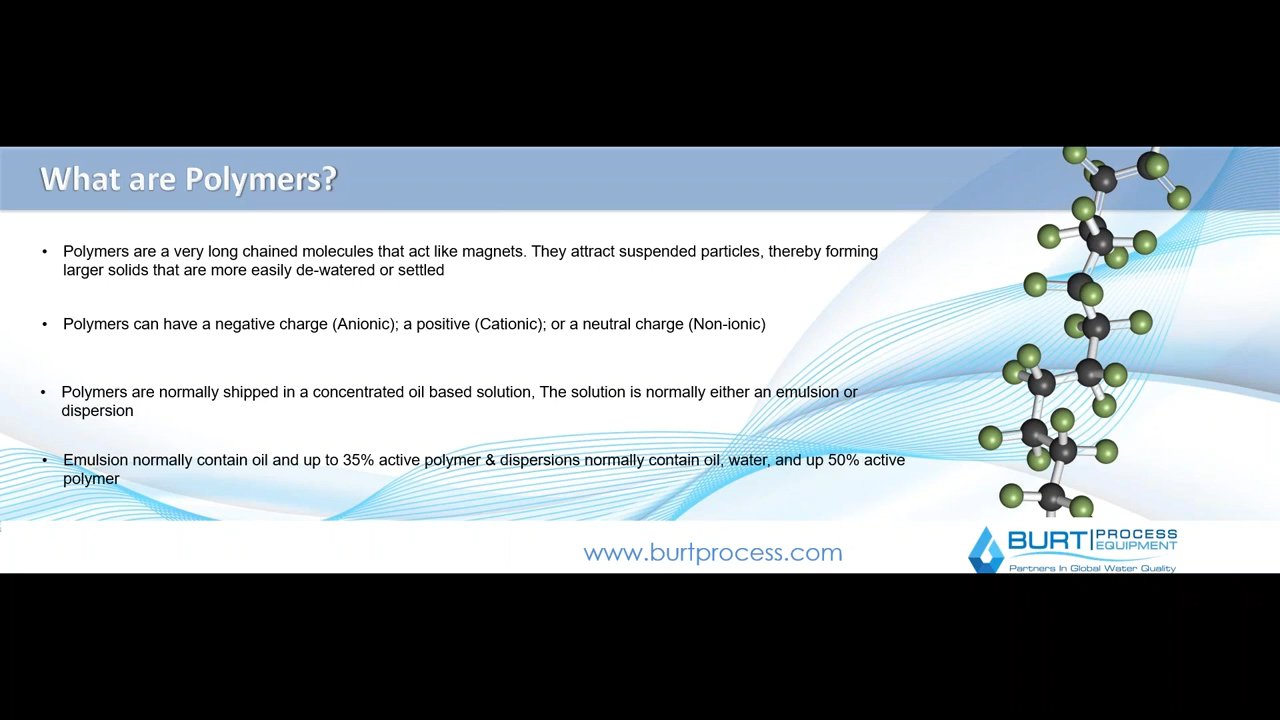 What are Polymers?
• Polymers are a very long chained molecules that act like magnets. They attract suspended particles, thereby forming
larger solids that are more easily de-watered or settled
• Polymers can have a negative charge (Anionic); a positive (Cationic); or a neutral charge (Non-ionic)
• Polymers are normally shipped in a concentrated oil based solution, The solution is normally either an emulsion or
dispersion
• Emulsion normally contain oil and up to 35% active polymer & dispersions normally contain oil, water, and up 50% active
polymer
www.burtprocess.com
BURT PROCESS
EQUIPMENT
Partners In Global Water Quality